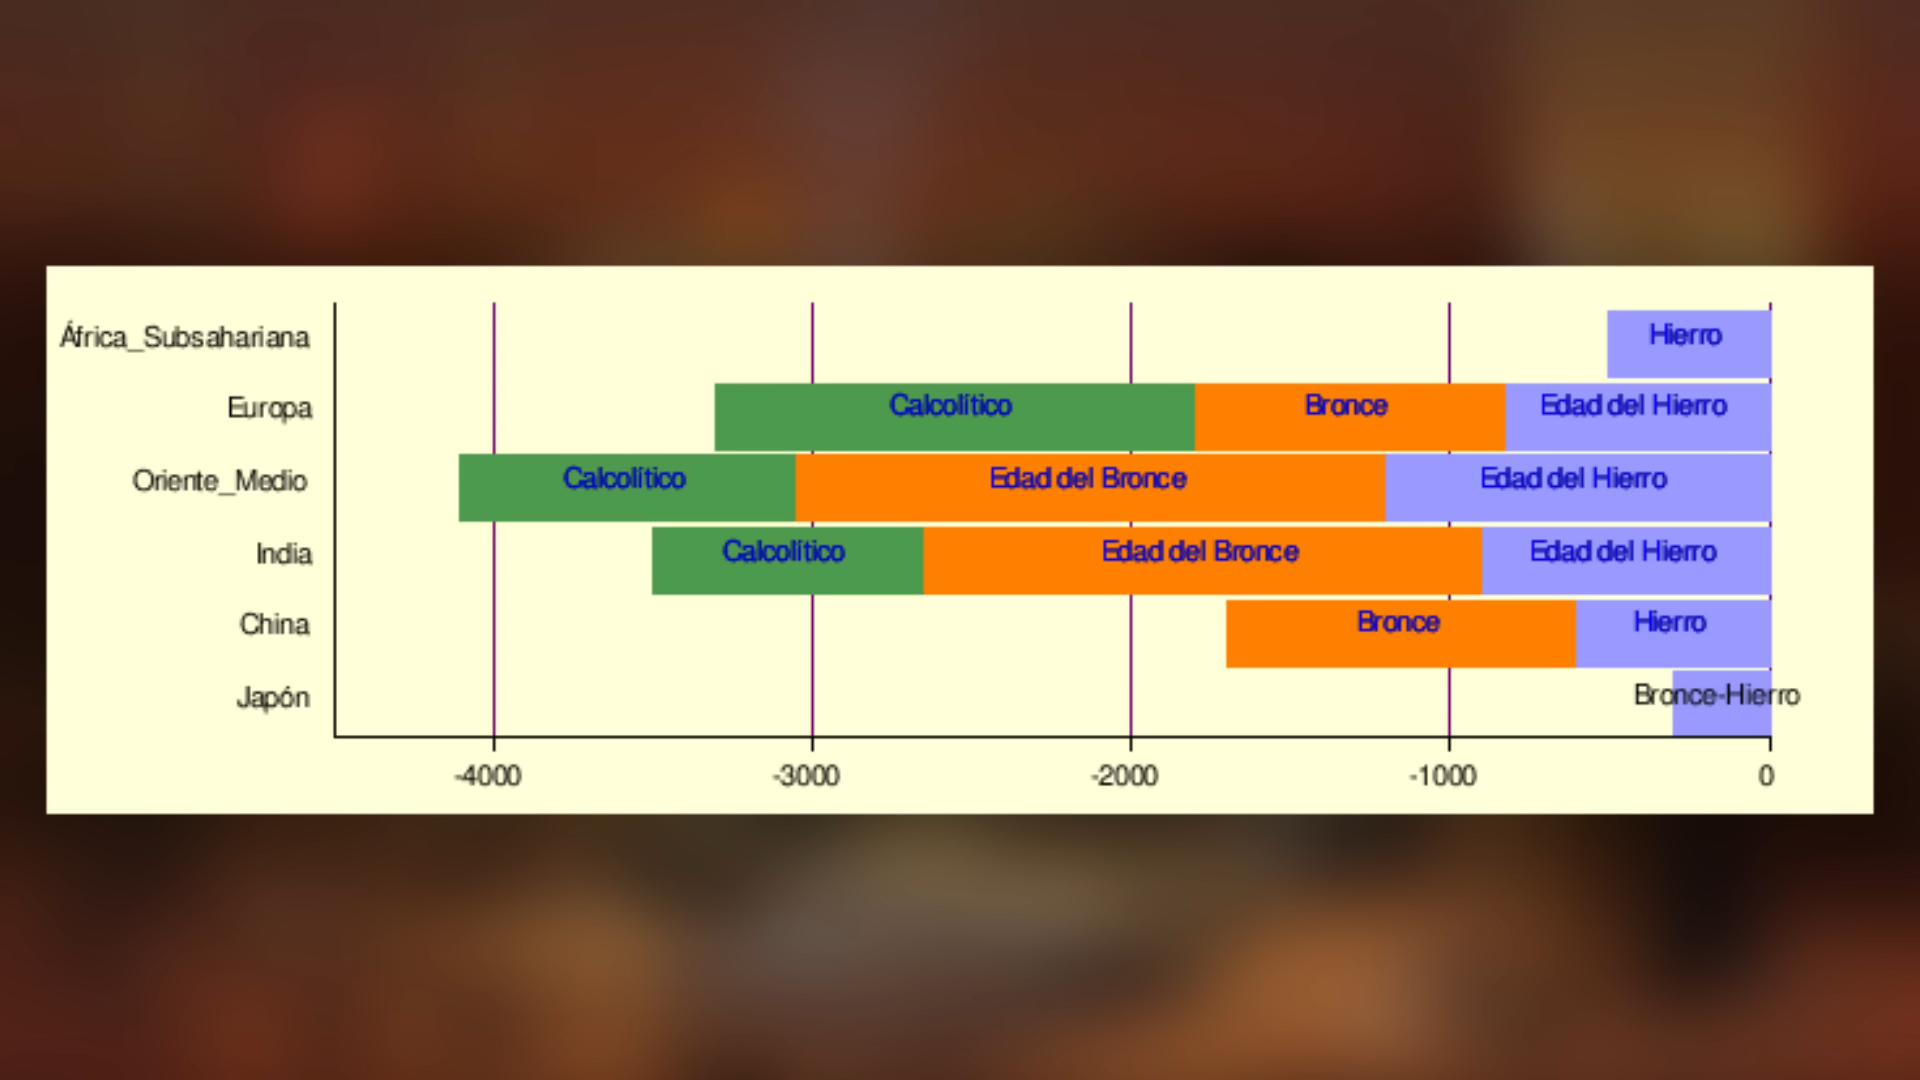 África_Subsahariana Hierro
Europa Calcolítico Bronce Edad del Hierro
Oriente_Medio Calcolítico Edad del Bronce Edad del Hierro
India Calcolítico Edad del Bronce Edad del Hierro
China Bronce Hierro
Japón Bronce-Hierro
-4000 -3000 -2000 -1000 0